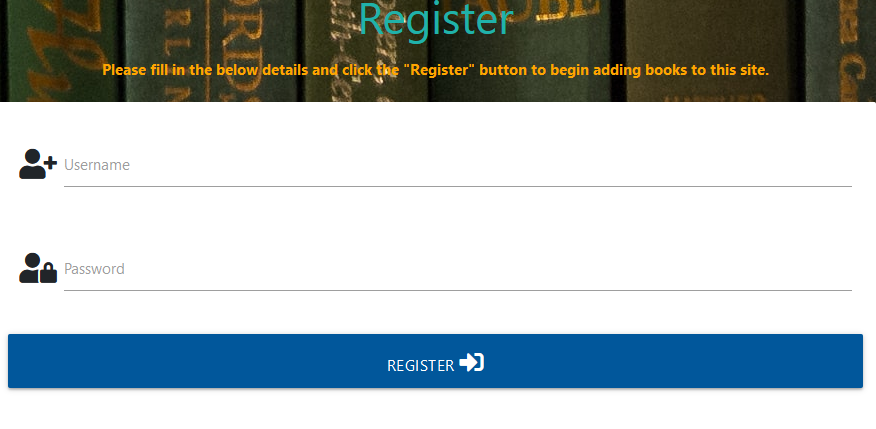 Register
Please fill in the below details and click the "Register" button to begin adding books to this site.
Username
Password
REGISTER